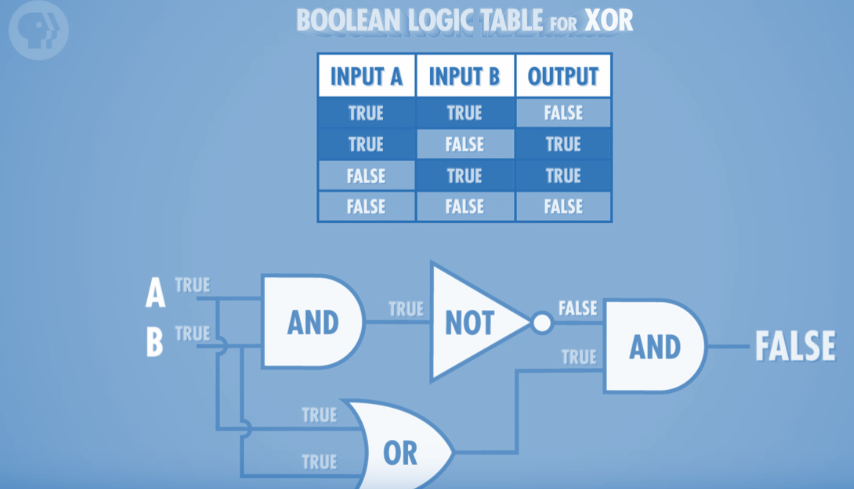 BOOLEAN LOGIC TABLE FOR XOR
INPUT A INPUT B OUTPUT
TRUE TRUE FALSE
TRUE FALSE TRUE
FALSE TRUE TRUE
FALSE FALSE FALSE
A TRUE
B TRUE
AND
TRUE
NOT
FALSE
TRUE
AND
FALSE
TRUE
TRUE
OR